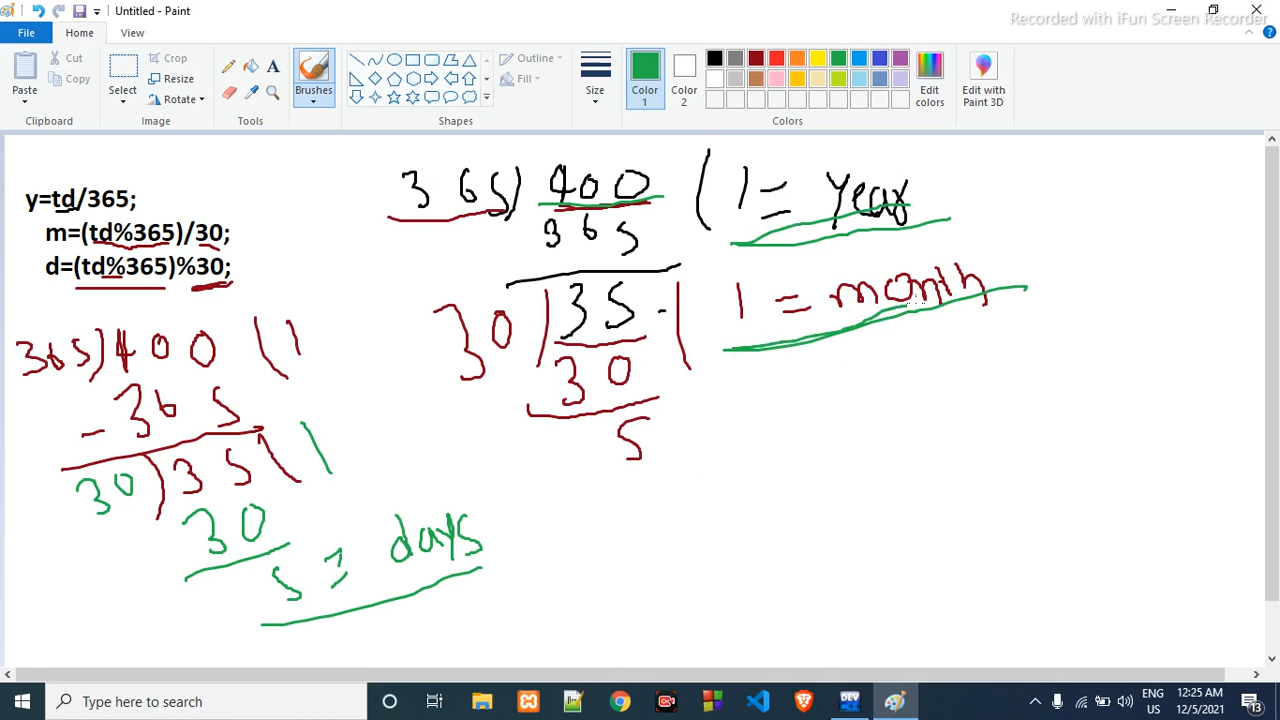 Untitled - Paint
Recorded with iFun Screen Recorder
File Home View
Paste Cut Copy Select Crop Resize Rotate Brushes Outline Fill Size Color 1 Color 2 Edit colors Edit with Paint 3D
Clipboard Image Tools Shapes Colors
y=td/365;
m=(td%365)/30;
d=(td%365)%30;
365) 400 ( 1 = Year
365
30 | 35 - | 1 = month
30
5
365) 400 ( 1
- 365
30 ) 35 ( 1
30
5 = days
Type here to search
ENG US
12:25 AM
12/5/2021
13